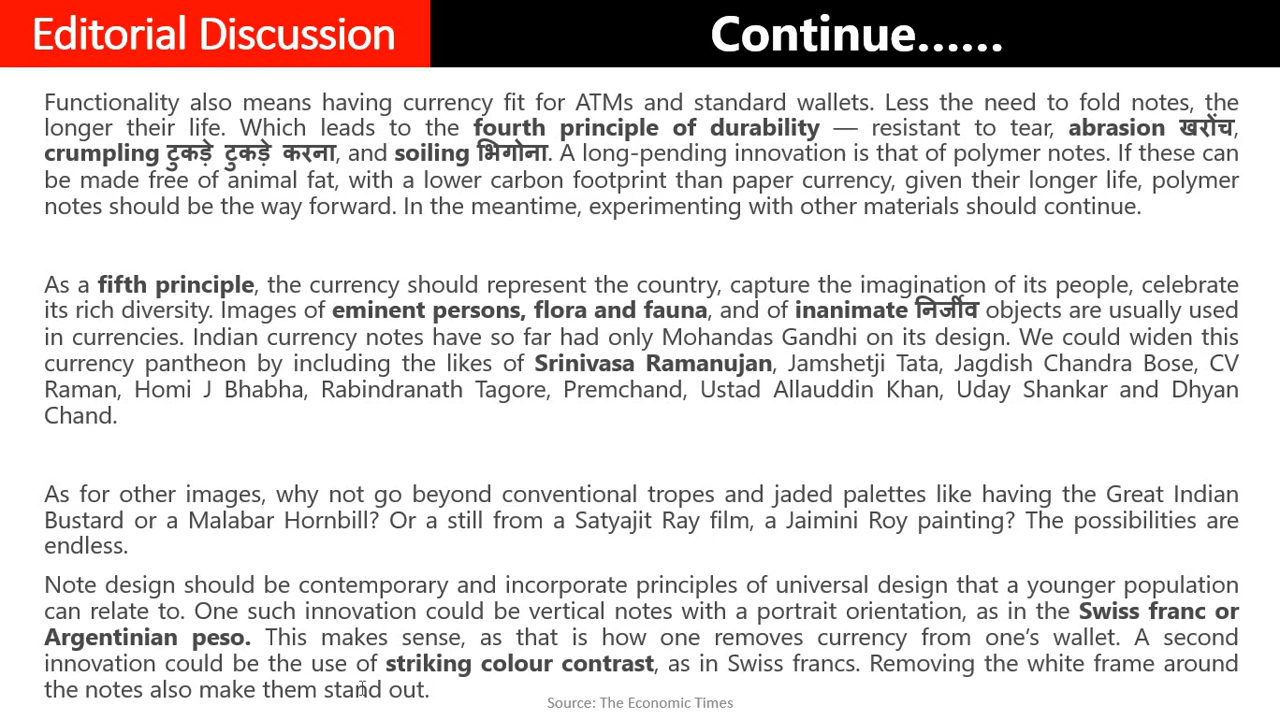 Editorial Discussion
Continue......
Functionality also means having currency fit for ATMs and standard wallets. Less the need to fold notes, the
longer their life. Which leads to the fourth principle of durability — resistant to tear, abrasion खरोंच,
crumpling टुकड़े टुकड़े करना, and soiling भिगोना. A long-pending innovation is that of polymer notes. If these can
be made free of animal fat, with a lower carbon footprint than paper currency, given their longer life, polymer
notes should be the way forward. In the meantime, experimenting with other materials should continue.
As a fifth principle, the currency should represent the country, capture the imagination of its people, celebrate
its rich diversity. Images of eminent persons, flora and fauna, and of inanimate निर्जीव objects are usually used
in currencies. Indian currency notes have so far had only Mohandas Gandhi on its design. We could widen this
currency pantheon by including the likes of Srinivasa Ramanujan, Jamshetji Tata, Jagdish Chandra Bose, CV
Raman, Homi J Bhabha, Rabindranath Tagore, Premchand, Ustad Allauddin Khan, Uday Shankar and Dhyan
Chand.
As for other images, why not go beyond conventional tropes and jaded palettes like having the Great Indian
Bustard or a Malabar Hornbill? Or a still from a Satyajit Ray film, a Jaimini Roy painting? The possibilities are
endless.
Note design should be contemporary and incorporate principles of universal design that a younger population
can relate to. One such innovation could be vertical notes with a portrait orientation, as in the Swiss franc or
Argentinian peso. This makes sense, as that is how one removes currency from one’s wallet. A second
innovation could be the use of striking colour contrast, as in Swiss francs. Removing the white frame around
the notes also make them stand out.
Source: The Economic Times